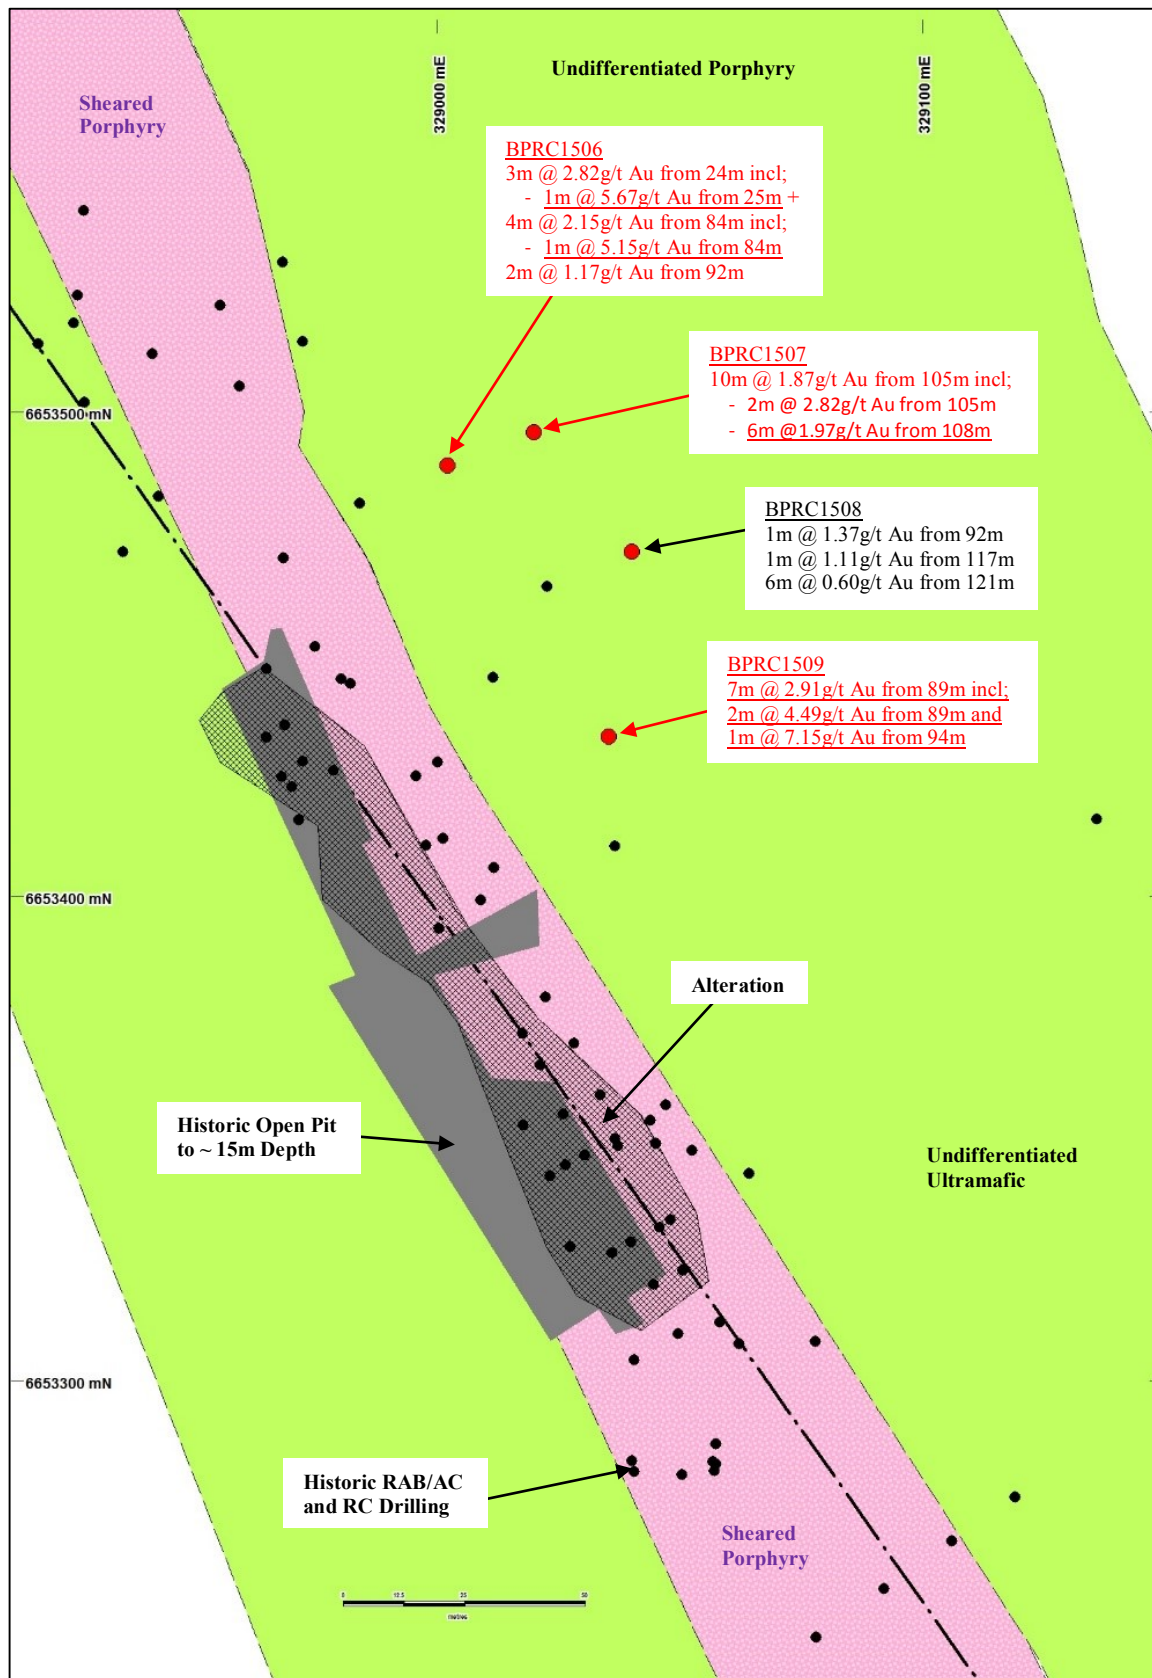 329000 mE
329100 mE
Undifferentiated Porphyry
Sheared
Porphyry
BPRC1506
3m @ 2.82g/t Au from 24m incl;
- 1m @ 5.67g/t Au from 25m +
4m @ 2.15g/t Au from 84m incl;
- 1m @ 5.15g/t Au from 84m
2m @ 1.17g/t Au from 92m
BPRC1507
10m @ 1.87g/t Au from 105m incl;
- 2m @ 2.82g/t Au from 105m
- 6m @1.97g/t Au from 108m
6653500 mN
BPRC1508
1m @ 1.37g/t Au from 92m
1m @ 1.11g/t Au from 117m
6m @ 0.60g/t Au from 121m
BPRC1509
7m @ 2.91g/t Au from 89m incl;
2m @ 4.49g/t Au from 89m and
1m @ 7.15g/t Au from 94m
6653400 mN
Alteration
Historic Open Pit
to ~ 15m Depth
Undifferentiated
Ultramafic
6653300 mN
Historic RAB/AC
and RC Drilling
Sheared
Porphyry
0 12.5 25 50
metres